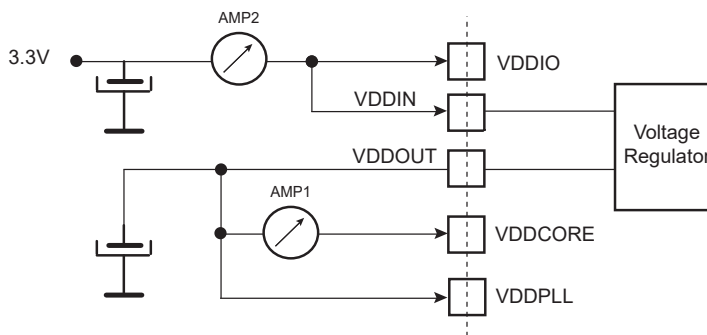 AMP2
3.3V
VDDIO
VDDIN
Voltage
Regulator
VDDOUT
AMP1
VDDCORE
VDDPLL